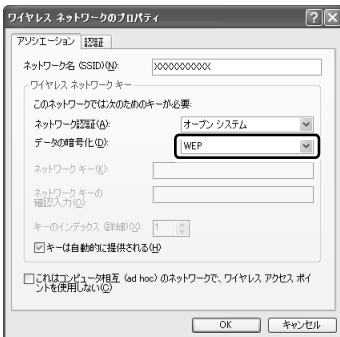 ワイヤレス ネットワークのプロパティ
アソシエーション 認証
ネットワーク名 (SSID)(N): XXXXXXXXXX
ワイヤレス ネットワーク キー
このネットワークでは次のためのキーが必要:
ネットワーク認証(A): オープン システム
データの暗号化(D): WEP
ネットワーク キー(K):
ネットワーク キーの
確認入力(O):
キーのインデックス (詳細)(X): 1
キーは自動的に提供される(H)
これはコンピュータ相互 (ad hoc) のネットワークで、ワイヤレス アクセス ポイ
ントを使用しない(C)
OK キャンセル